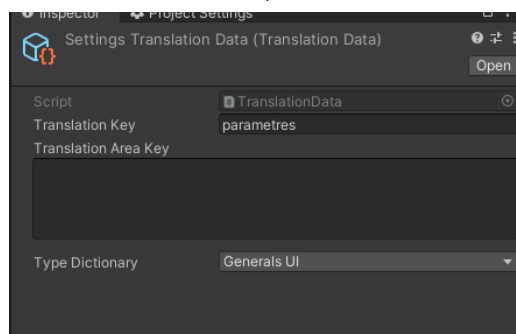 Inspector Project Settings
Settings Translation Data (Translation Data)
Open
Script TranslationData
Translation Key parametres
Translation Area Key
Type Dictionary Generals UI